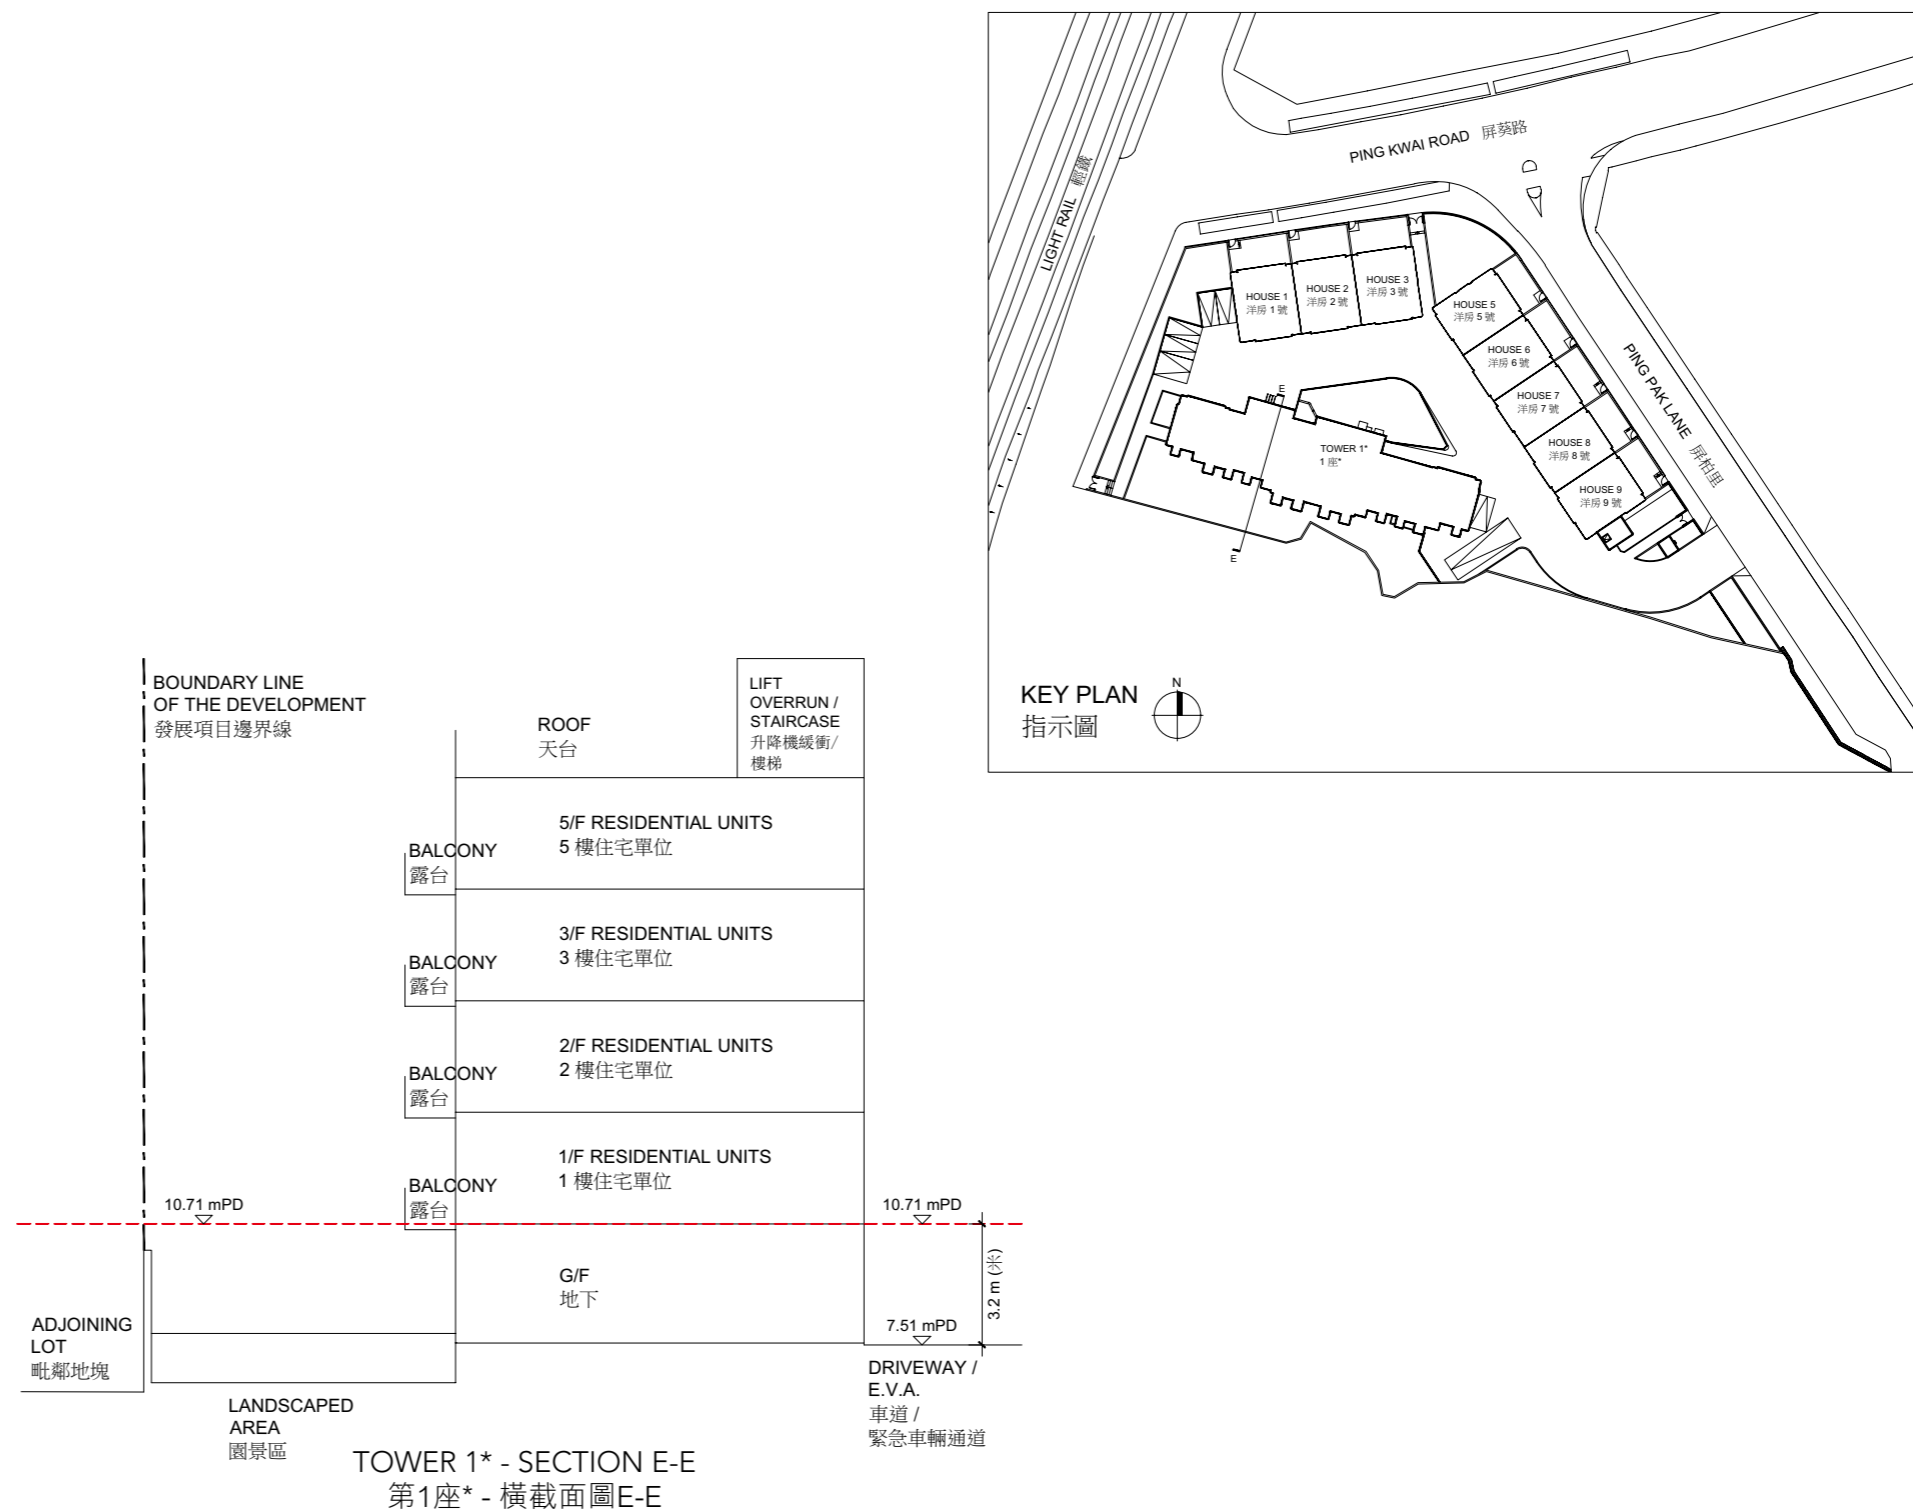 PING KWAI ROAD 屏葵路
LIGHT RAIL 輕鐵
HOUSE 1
洋房 1 號
HOUSE 2
洋房 2 號
HOUSE 3
洋房 3 號
HOUSE 5
洋房 5 號
HOUSE 6
洋房 6 號
HOUSE 7
洋房 7 號
HOUSE 8
洋房 8 號
HOUSE 9
洋房 9 號
PING PAK LANE 屏柏里
E
TOWER 1*
1 座*
E
KEY PLAN
指示圖
N
BOUNDARY LINE
OF THE DEVELOPMENT
發展項目邊界線
ROOF
天台
LIFT
OVERRUN /
STAIRCASE
升降機緩衝/
樓梯
5/F RESIDENTIAL UNITS
5 樓住宅單位
BALCONY
露台
3/F RESIDENTIAL UNITS
3 樓住宅單位
BALCONY
露台
2/F RESIDENTIAL UNITS
2 樓住宅單位
BALCONY
露台
1/F RESIDENTIAL UNITS
1 樓住宅單位
BALCONY
露台
10.71 mPD
10.71 mPD
3.2 m (米)
G/F
地下
7.51 mPD
ADJOINING
LOT
毗鄰地塊
DRIVEWAY /
E.V.A.
車道 /
緊急車輛通道
LANDSCAPED
AREA
園景區
TOWER 1* - SECTION E-E
第1座* - 橫截面圖E-E